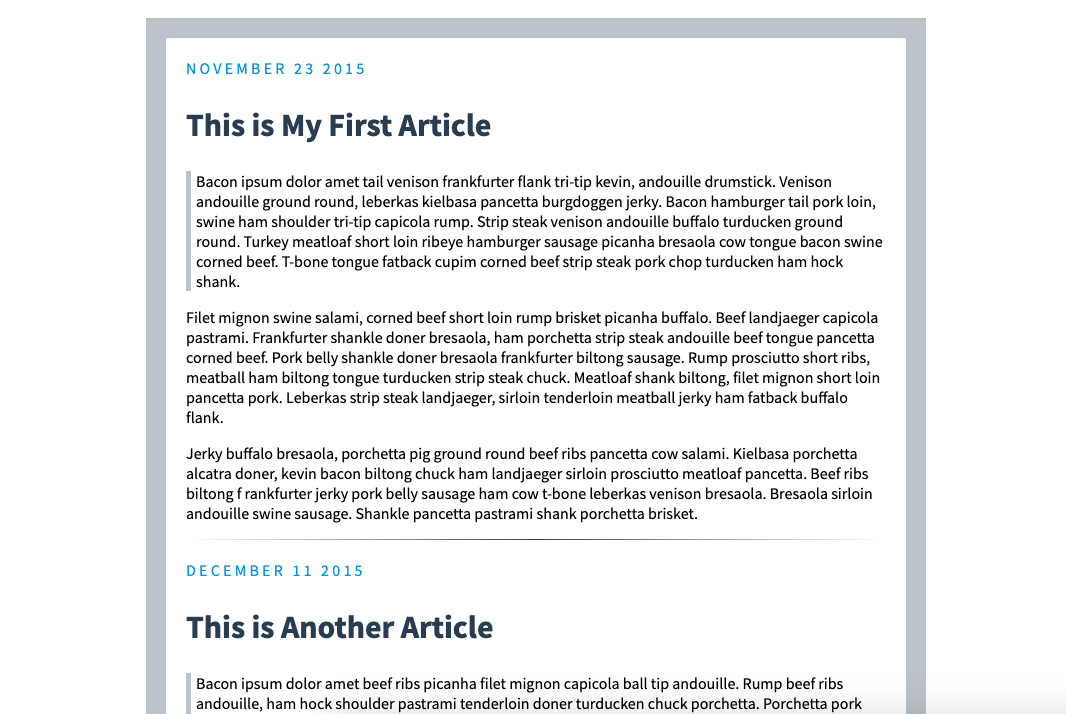 NOVEMBER 23 2015
This is My First Article
Bacon ipsum dolor amet tail venison frankfurter flank tri-tip kevin, andouille drumstick. Venison
andouille ground round, leberkas kielbasa pancetta burgdoggen jerky. Bacon hamburger tail pork loin,
swine ham shoulder tri-tip capicola rump. Strip steak venison andouille buffalo turducken ground
round. Turkey meatloaf short loin ribeye hamburger sausage picanha bresaola cow tongue bacon swine
corned beef. T-bone tongue fatback cupim corned beef strip steak pork chop turducken ham hock
shank.
Filet mignon swine salami, corned beef short loin rump brisket picanha buffalo. Beef landjaeger capicola
pastrami. Frankfurter shankle doner bresaola, ham porchetta strip steak andouille beef tongue pancetta
corned beef. Pork belly shankle doner bresaola frankfurter biltong sausage. Rump prosciutto short ribs,
meatball ham biltong tongue turducken strip steak chuck. Meatloaf shank biltong, filet mignon short loin
pancetta pork. Leberkas strip steak landjaeger, sirloin tenderloin meatball jerky ham fatback buffalo
flank.
Jerky buffalo bresaola, porchetta pig ground round beef ribs pancetta cow salami. Kielbasa porchetta
alcatra doner, kevin bacon biltong chuck ham landjaeger sirloin prosciutto meatloaf pancetta. Beef ribs
biltong f rankfurter jerky pork belly sausage ham cow t-bone leberkas venison bresaola. Bresaola sirloin
andouille swine sausage. Shankle pancetta pastrami shank porchetta brisket.
DECEMBER 11 2015
This is Another Article
Bacon ipsum dolor amet beef ribs picanha filet mignon capicola ball tip andouille. Rump beef ribs
andouille, ham hock shoulder pastrami tenderloin doner turducken chuck porchetta. Porchetta pork